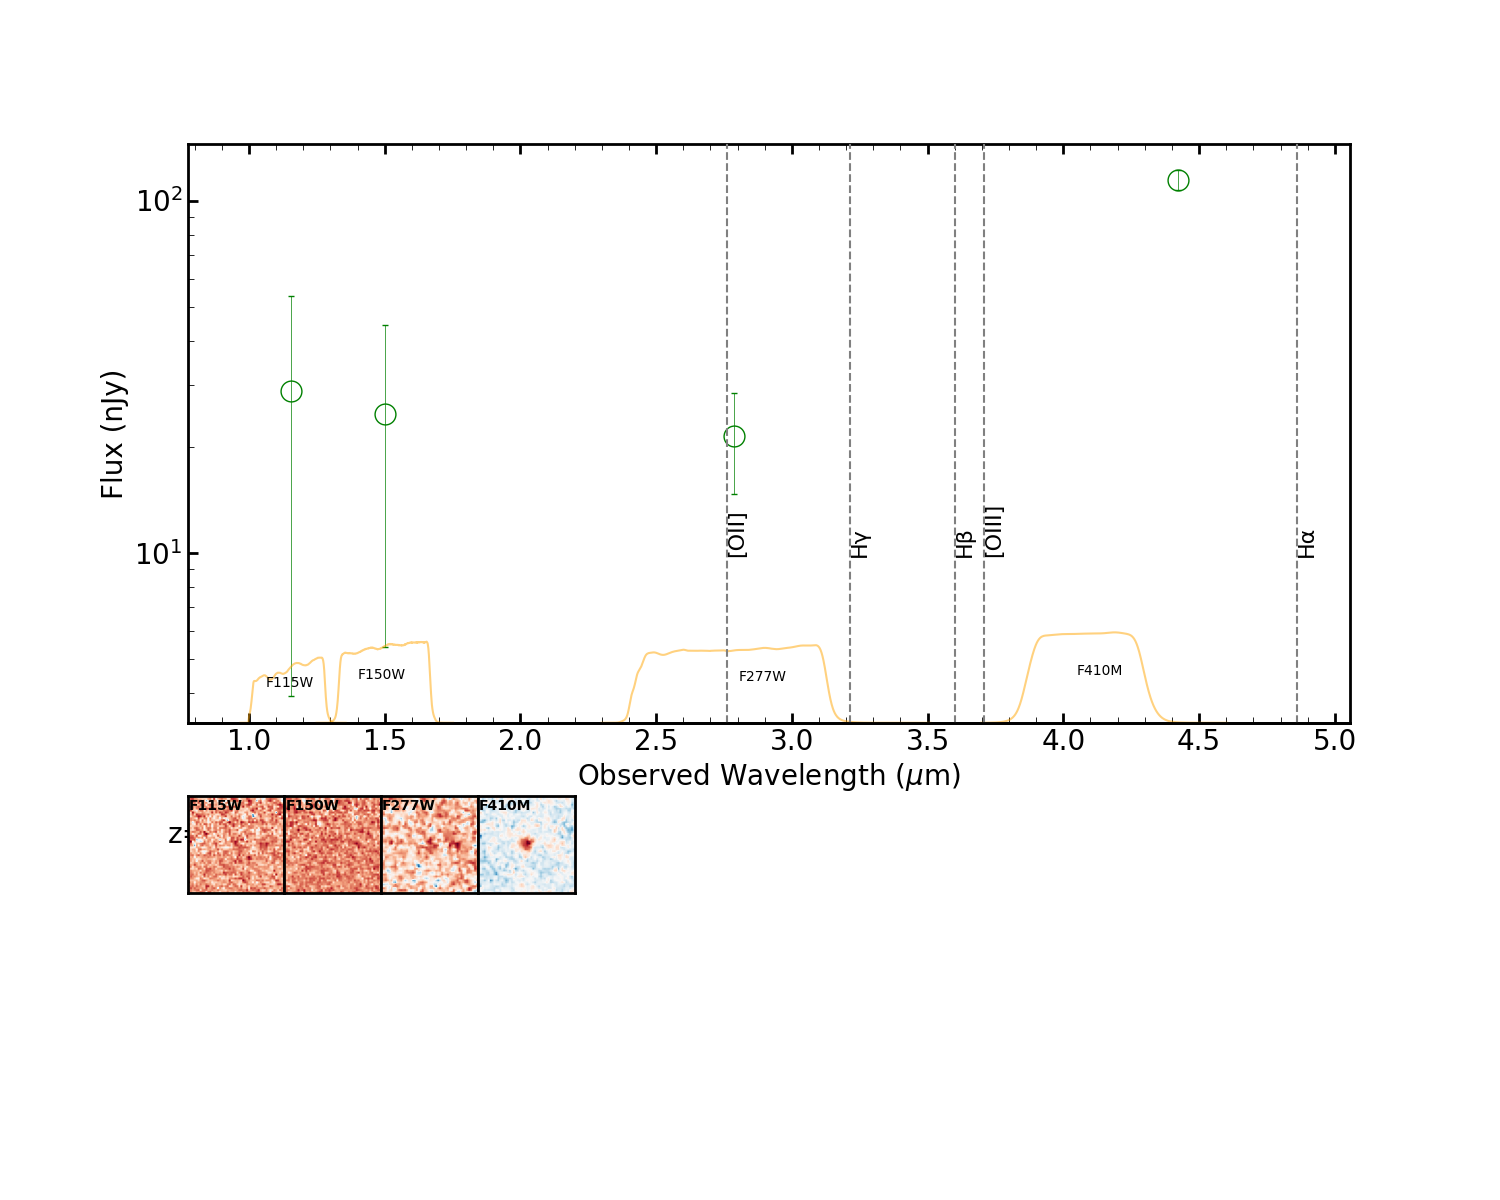 Flux (nJy)
10²
10¹
[OII]
Hγ
Hβ
[OIII]
Hα
F115W
F150W
F277W
F410M
1.0 1.5 2.0 2.5 3.0 3.5 4.0 4.5 5.0
Observed Wavelength (μm)
F115W F150W F277W F410M
z